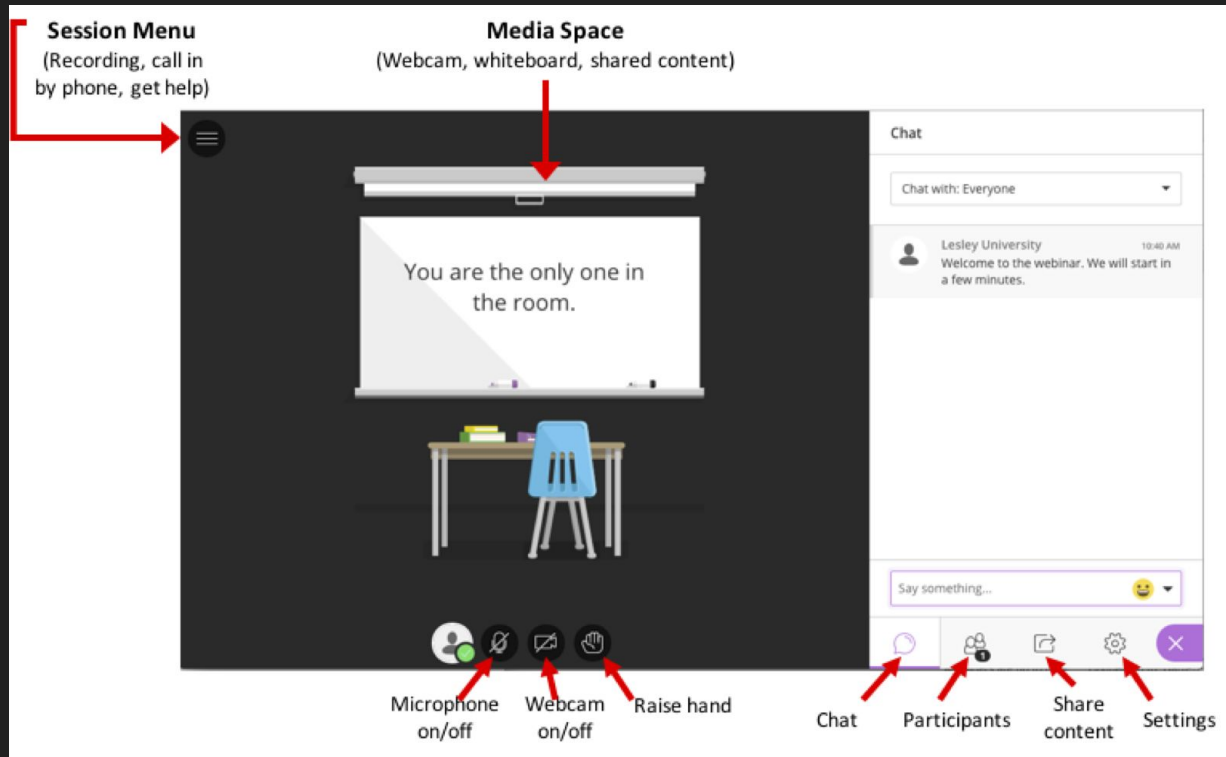 Session Menu
(Recording, call in
by phone, get help)
Media Space
(Webcam, whiteboard, shared content)
You are the only one in
the room.
Chat
Chat with: Everyone
Lesley University 10:40 AM
Welcome to the webinar. We will start in
a few minutes.
Say something...
1
Microphone
on/off
Webcam
on/off
Raise hand
Chat
Participants
Share
content
Settings